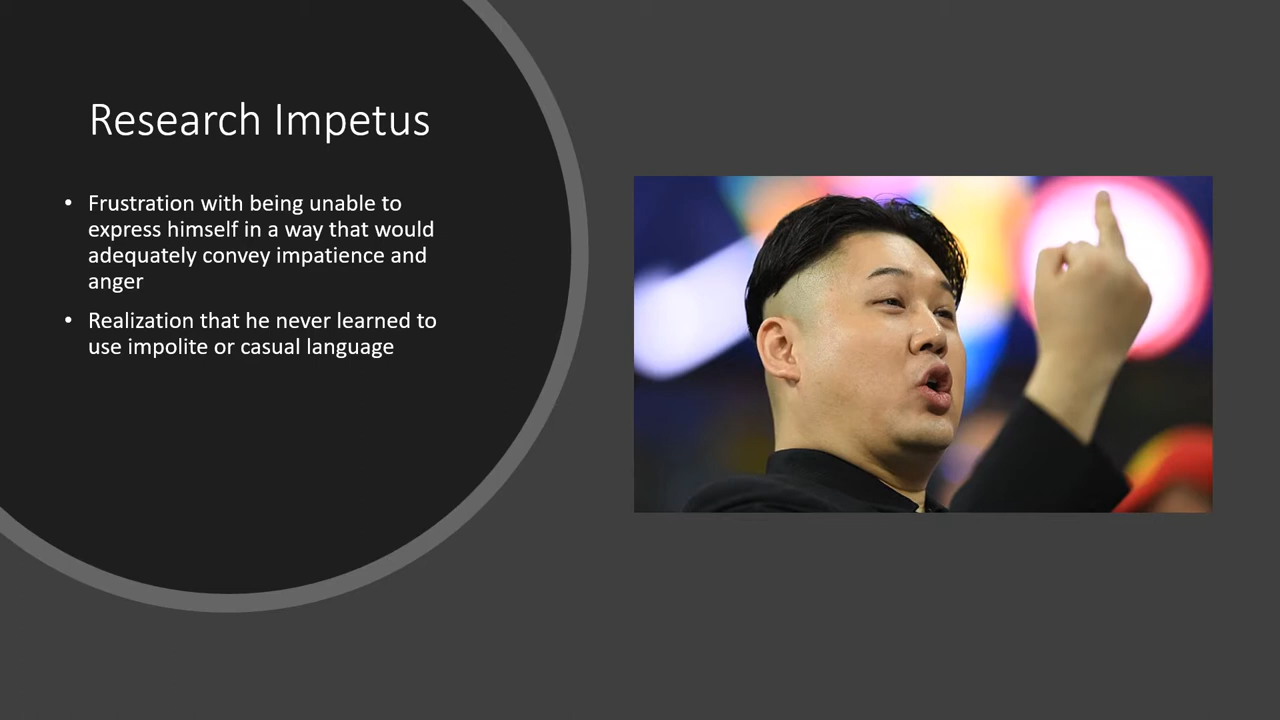 Research Impetus
• Frustration with being unable to
express himself in a way that would
adequately convey impatience and
anger
• Realization that he never learned to
use impolite or casual language